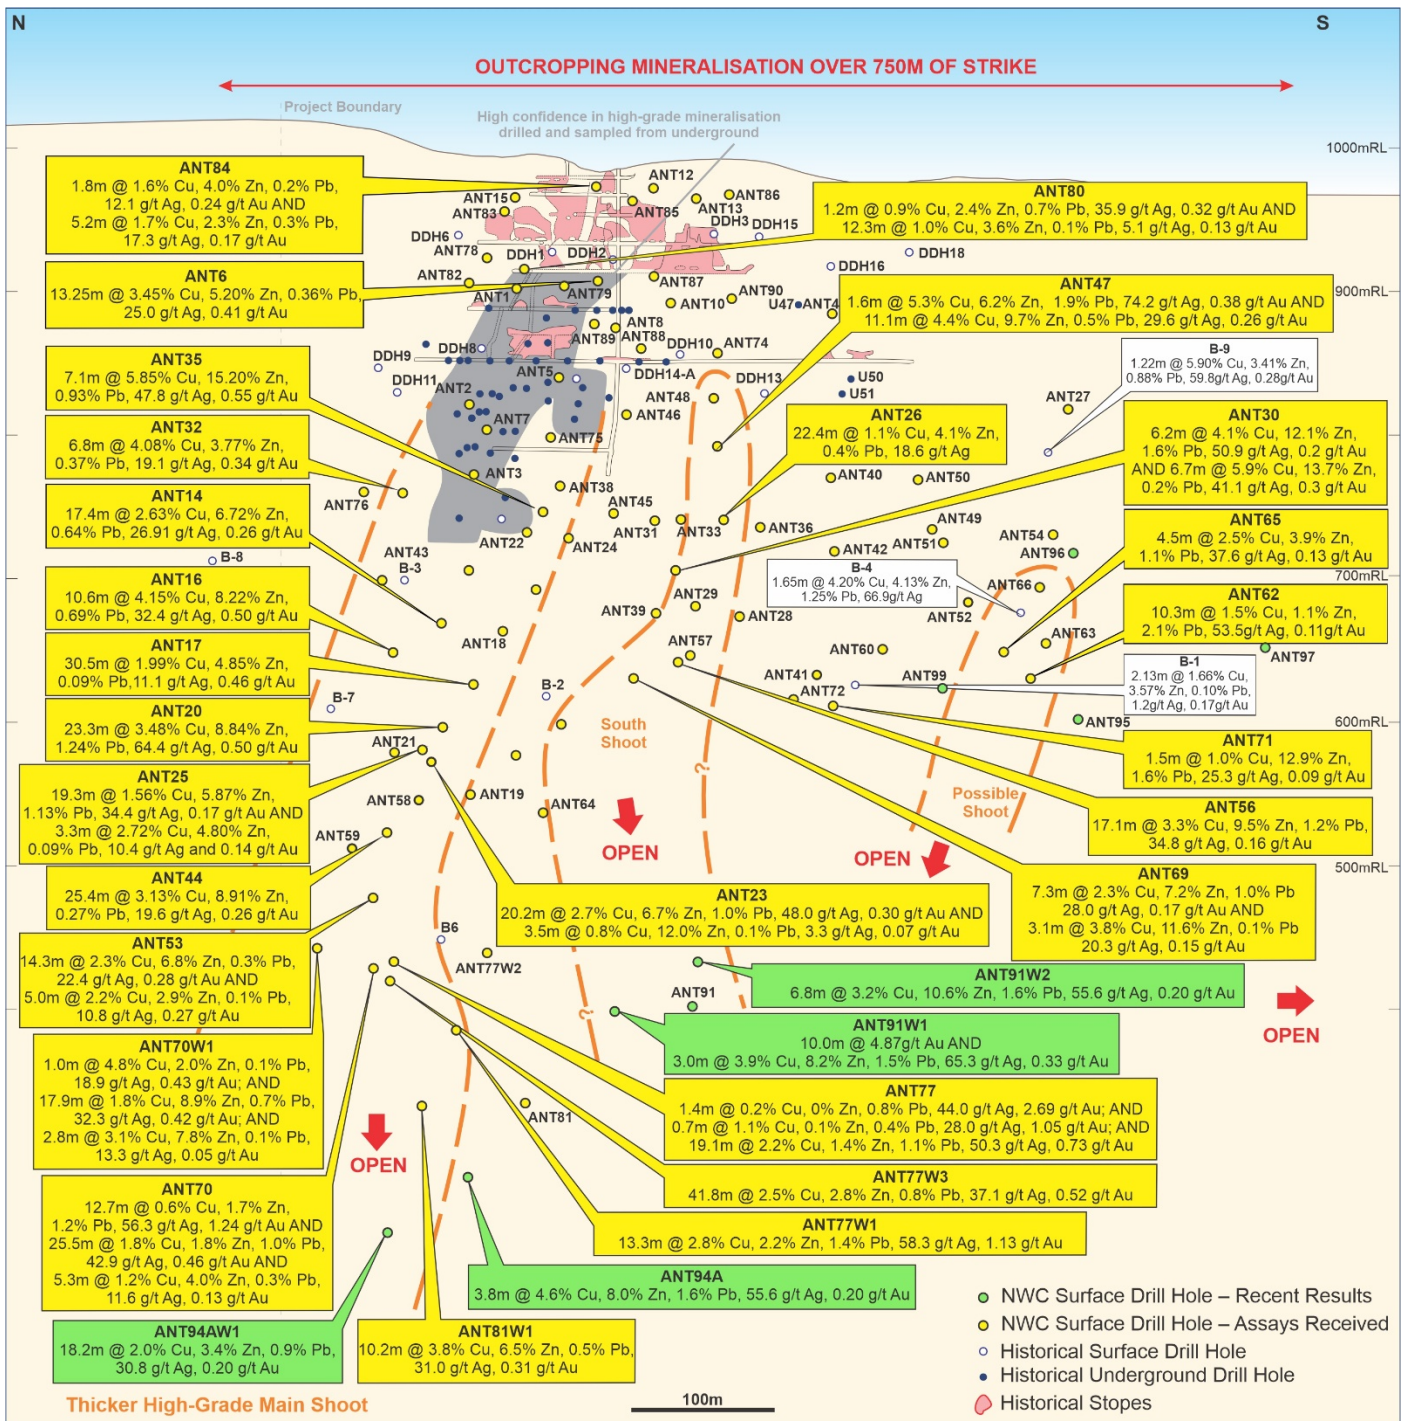 N
S
OUTCROPPING MINERALISATION OVER 750M OF STRIKE
Project Boundary
High confidence in high-grade mineralisation
drilled and sampled from underground
1000mRL
900mRL
700mRL
600mRL
500mRL
ANT84
1.8m @ 1.6% Cu, 4.0% Zn, 0.2% Pb,
12.1 g/t Ag, 0.24 g/t Au AND
5.2m @ 1.7% Cu, 2.3% Zn, 0.3% Pb,
17.3 g/t Ag, 0.17 g/t Au
ANT6
13.25m @ 3.45% Cu, 5.20% Zn, 0.36% Pb,
25.0 g/t Ag, 0.41 g/t Au
ANT35
7.1m @ 5.85% Cu, 15.20% Zn,
0.93% Pb, 47.8 g/t Ag, 0.55 g/t Au
ANT32
6.8m @ 4.08% Cu, 3.77% Zn,
0.37% Pb, 19.1 g/t Ag, 0.34 g/t Au
ANT14
17.4m @ 2.63% Cu, 6.72% Zn,
0.64% Pb, 26.91 g/t Ag, 0.26 g/t Au
ANT16
10.6m @ 4.15% Cu, 8.22% Zn,
0.69% Pb, 32.4 g/t Ag, 0.50 g/t Au
ANT17
30.5m @ 1.99% Cu, 4.85% Zn,
0.09% Pb,11.1 g/t Ag, 0.46 g/t Au
ANT20
23.3m @ 3.48% Cu, 8.84% Zn,
1.24% Pb, 64.4 g/t Ag, 0.50 g/t Au
ANT25
19.3m @ 1.56% Cu, 5.87% Zn,
1.13% Pb, 34.4 g/t Ag, 0.17 g/t Au AND
3.3m @ 2.72% Cu, 4.80% Zn,
0.09% Pb, 10.4 g/t Ag and 0.14 g/t Au
ANT44
25.4m @ 3.13% Cu, 8.91% Zn,
0.27% Pb, 19.6 g/t Ag, 0.26 g/t Au
ANT53
14.3m @ 2.3% Cu, 6.8% Zn, 0.3% Pb,
22.4 g/t Ag, 0.28 g/t Au AND
5.0m @ 2.2% Cu, 2.9% Zn, 0.1% Pb,
10.8 g/t Ag, 0.27 g/t Au
ANT70W1
1.0m @ 4.8% Cu, 2.0% Zn, 0.1% Pb,
18.9 g/t Ag, 0.43 g/t Au; AND
17.9m @ 1.8% Cu, 8.9% Zn, 0.7% Pb,
32.3 g/t Ag, 0.42 g/t Au; AND
2.8m @ 3.1% Cu, 7.8% Zn, 0.1% Pb,
13.3 g/t Ag, 0.05 g/t Au
ANT70
12.7m @ 0.6% Cu, 1.7% Zn,
1.2% Pb, 56.3 g/t Ag, 1.24 g/t Au AND
25.5m @ 1.8% Cu, 1.8% Zn, 1.0% Pb,
42.9 g/t Ag, 0.46 g/t Au AND
5.3m @ 1.2% Cu, 4.0% Zn, 0.3% Pb,
11.6 g/t Ag, 0.13 g/t Au
ANT94AW1
18.2m @ 2.0% Cu, 3.4% Zn, 0.9% Pb,
30.8 g/t Ag, 0.20 g/t Au
Thicker High-Grade Main Shoot
ANT81W1
10.2m @ 3.8% Cu, 6.5% Zn, 0.5% Pb,
31.0 g/t Ag, 0.31 g/t Au
ANT94A
3.8m @ 4.6% Cu, 8.0% Zn, 1.6% Pb, 55.6 g/t Ag, 0.20 g/t Au
ANT77W1
13.3m @ 2.8% Cu, 2.2% Zn, 1.4% Pb, 58.3 g/t Ag, 1.13 g/t Au
ANT77W3
41.8m @ 2.5% Cu, 2.8% Zn, 0.8% Pb, 37.1 g/t Ag, 0.52 g/t Au
ANT77
1.4m @ 0.2% Cu, 0% Zn, 0.8% Pb, 44.0 g/t Ag, 2.69 g/t Au; AND
0.7m @ 1.1% Cu, 0.1% Zn, 0.4% Pb, 28.0 g/t Ag, 1.05 g/t Au; AND
19.1m @ 2.2% Cu, 1.4% Zn, 1.1% Pb, 50.3 g/t Ag, 0.73 g/t Au
ANT91W1
10.0m @ 4.87g/t Au AND
3.0m @ 3.9% Cu, 8.2% Zn, 1.5% Pb, 65.3 g/t Ag, 0.33 g/t Au
ANT91W2
6.8m @ 3.2% Cu, 10.6% Zn, 1.6% Pb, 55.6 g/t Ag, 0.20 g/t Au
ANT23
20.2m @ 2.7% Cu, 6.7% Zn, 1.0% Pb, 48.0 g/t Ag, 0.30 g/t Au AND
3.5m @ 0.8% Cu, 12.0% Zn, 0.1% Pb, 3.3 g/t Ag, 0.07 g/t Au
ANT80
1.2m @ 0.9% Cu, 2.4% Zn, 0.7% Pb, 35.9 g/t Ag, 0.32 g/t Au AND
12.3m @ 1.0% Cu, 3.6% Zn, 0.1% Pb, 5.1 g/t Ag, 0.13 g/t Au
ANT47
1.6m @ 5.3% Cu, 6.2% Zn, 1.9% Pb, 74.2 g/t Ag, 0.38 g/t Au AND
11.1m @ 4.4% Cu, 9.7% Zn, 0.5% Pb, 29.6 g/t Ag, 0.26 g/t Au
B-9
1.22m @ 5.90% Cu, 3.41% Zn,
0.88% Pb, 59.8g/t Ag, 0.28g/t Au
ANT26
22.4m @ 1.1% Cu, 4.1% Zn,
0.4% Pb, 18.6 g/t Ag
ANT30
6.2m @ 4.1% Cu, 12.1% Zn,
1.6% Pb, 50.9 g/t Ag, 0.2 g/t Au
AND 6.7m @ 5.9% Cu, 13.7% Zn,
0.2% Pb, 41.1 g/t Ag, 0.3 g/t Au
ANT65
4.5m @ 2.5% Cu, 3.9% Zn,
1.1% Pb, 37.6 g/t Ag, 0.13 g/t Au
B-4
1.65m @ 4.20% Cu, 4.13% Zn,
1.25% Pb, 66.9g/t Ag
ANT62
10.3m @ 1.5% Cu, 1.1% Zn,
2.1% Pb, 53.5g/t Ag, 0.11g/t Au
B-1
2.13m @ 1.66% Cu,
3.57% Zn, 0.10% Pb,
1.2g/t Ag, 0.17g/t Au
ANT71
1.5m @ 1.0% Cu, 12.9% Zn,
1.6% Pb, 25.3 g/t Ag, 0.09 g/t Au
ANT56
17.1m @ 3.3% Cu, 9.5% Zn, 1.2% Pb,
34.8 g/t Ag, 0.16 g/t Au
ANT69
7.3m @ 2.3% Cu, 7.2% Zn, 1.0% Pb
28.0 g/t Ag, 0.17 g/t Au AND
3.1m @ 3.8% Cu, 11.6% Zn, 0.1% Pb
20.3 g/t Ag, 0.15 g/t Au
ANT12
ANT15
ANT86
ANT83
ANT85
ANT13
DDH3
DDH15
DDH6
ANT78
DDH1
DDH2
DDH18
DDH16
ANT82
ANT1
ANT79
ANT87
ANT10
ANT90
U47
ANT4
ANT8
ANT89
ANT88
DDH10
ANT74
DDH9
DDH8
DDH14-A
DDH13
U50
U51
DDH11
ANT2
ANT5
ANT48
ANT46
ANT27
ANT7
ANT75
ANT3
ANT38
ANT40
ANT50
ANT76
ANT45
ANT31
ANT33
ANT36
ANT49
ANT54
ANT22
ANT24
ANT42
ANT51
ANT96
ANT43
B-3
B-8
ANT66
ANT39
ANT29
ANT28
ANT52
ANT18
ANT57
ANT60
ANT63
ANT97
ANT41
ANT72
ANT99
ANT95
B-7
B-2
South
Shoot
ANT21
?
ANT58
ANT19
ANT64
Possible
Shoot
ANT59
OPEN
OPEN
B6
ANT77W2
ANT91
?
OPEN
ANT81
OPEN
NWC Surface Drill Hole – Recent Results
NWC Surface Drill Hole – Assays Received
Historical Surface Drill Hole
Historical Underground Drill Hole
Historical Stopes
100m